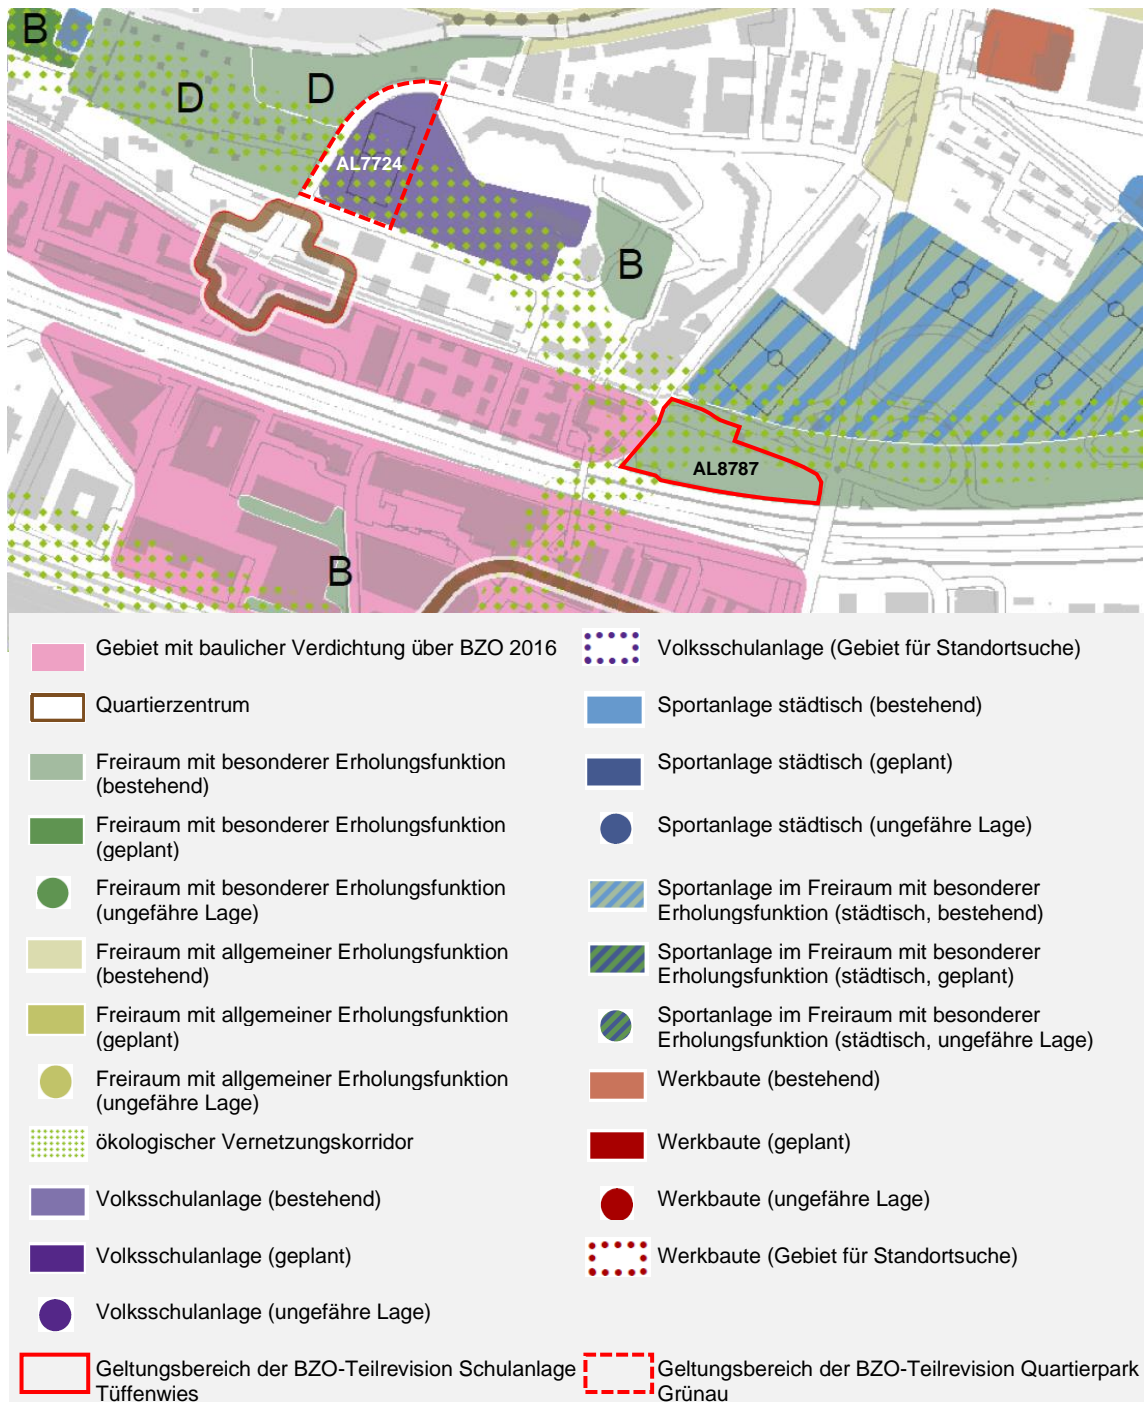 B
D
D
AL7724
B
AL8787
B
Gebiet mit baulicher Verdichtung über BZO 2016
Quartierzentrum
Freiraum mit besonderer Erholungsfunktion
(bestehend)
Freiraum mit besonderer Erholungsfunktion
(geplant)
Freiraum mit besonderer Erholungsfunktion
(ungefähre Lage)
Freiraum mit allgemeiner Erholungsfunktion
(bestehend)
Freiraum mit allgemeiner Erholungsfunktion
(geplant)
Freiraum mit allgemeiner Erholungsfunktion
(ungefähre Lage)
ökologischer Vernetzungskorridor
Volksschulanlage (bestehend)
Volksschulanlage (geplant)
Volksschulanlage (ungefähre Lage)
Geltungsbereich der BZO-Teilrevision Schulanlage
Tüffenwies
Volksschulanlage (Gebiet für Standortsuche)
Sportanlage städtisch (bestehend)
Sportanlage städtisch (geplant)
Sportanlage städtisch (ungefähre Lage)
Sportanlage im Freiraum mit besonderer
Erholungsfunktion (städtisch, bestehend)
Sportanlage im Freiraum mit besonderer
Erholungsfunktion (städtisch, geplant)
Sportanlage im Freiraum mit besonderer
Erholungsfunktion (städtisch, ungefähre Lage)
Werkbaute (bestehend)
Werkbaute (geplant)
Werkbaute (ungefähre Lage)
Werkbaute (Gebiet für Standortsuche)
Geltungsbereich der BZO-Teilrevision Quartierpark
Grünau